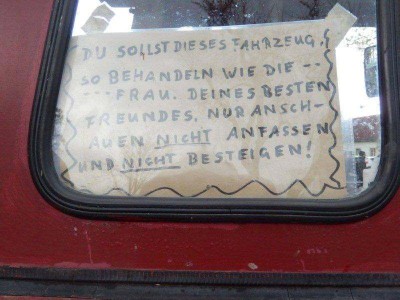 DU SOLLST DIESES FAHRZEUG,
SO BEHANDELN WIE DIE --
--- FRAU. DEINES BESTEN
FREUNDES, NUR ANSCH-
AUEN NICHT ANFASSEN
UND NICHT BESTEIGEN!